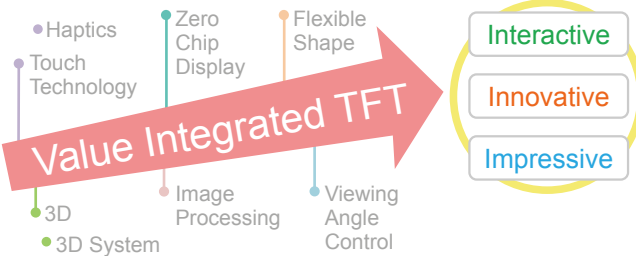 Haptics
Touch
Technology
Zero
Chip
Display
Flexible
Shape
Value Integrated TFT
3D
3D System
Image
Processing
Viewing
Angle
Control
Interactive
Innovative
Impressive